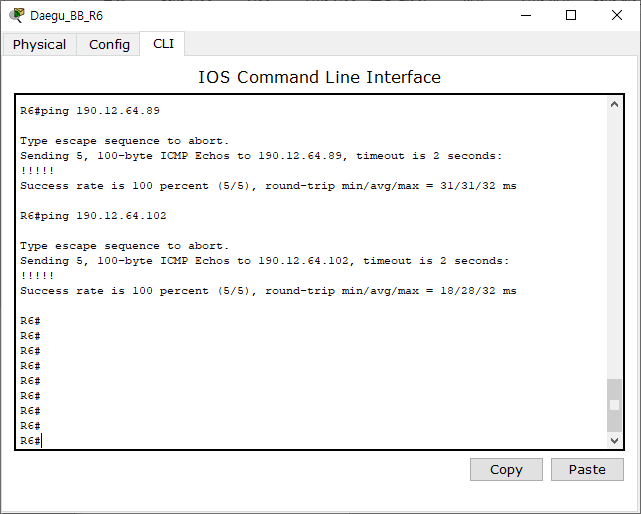 Daegu_BB_R6
Physical Config CLI
IOS Command Line Interface
R6#ping 190.12.64.89
Type escape sequence to abort.
Sending 5, 100-byte ICMP Echos to 190.12.64.89, timeout is 2 seconds:
!!!!!
Success rate is 100 percent (5/5), round-trip min/avg/max = 31/31/32 ms
R6#ping 190.12.64.102
Type escape sequence to abort.
Sending 5, 100-byte ICMP Echos to 190.12.64.102, timeout is 2 seconds:
!!!!!
Success rate is 100 percent (5/5), round-trip min/avg/max = 18/28/32 ms
R6#
R6#
R6#
R6#
R6#
R6#
R6#
R6#
R6#
Copy Paste